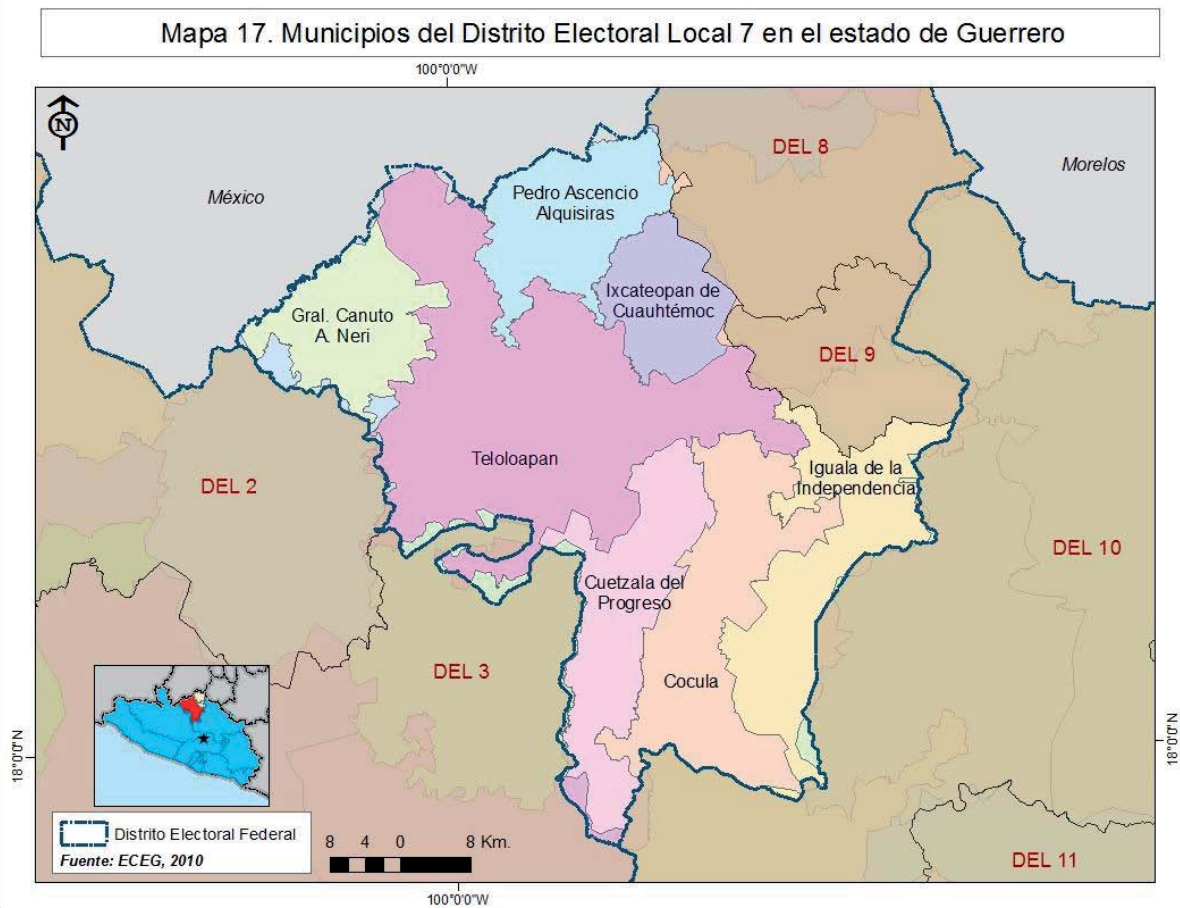 Mapa 17. Municipios del Distrito Electoral Local 7 en el estado de Guerrero
100°0'0"W
N
DEL 8
Morelos
México
Pedro Ascencio
Alquisiras
Ixcateopan de
Cuauhtémoc
Gral. Canuto
A. Neri
DEL 9
Teloloapan
Iguala de la
Independencia
DEL 2
DEL 10
Cuetzala del
Progreso
DEL 3
Cocula
18°0'0"N
18°0'0"N
Distrito Electoral Federal
Fuente: ECEG, 2010
8 4 0 8 Km.
DEL 11
100°0'0"W